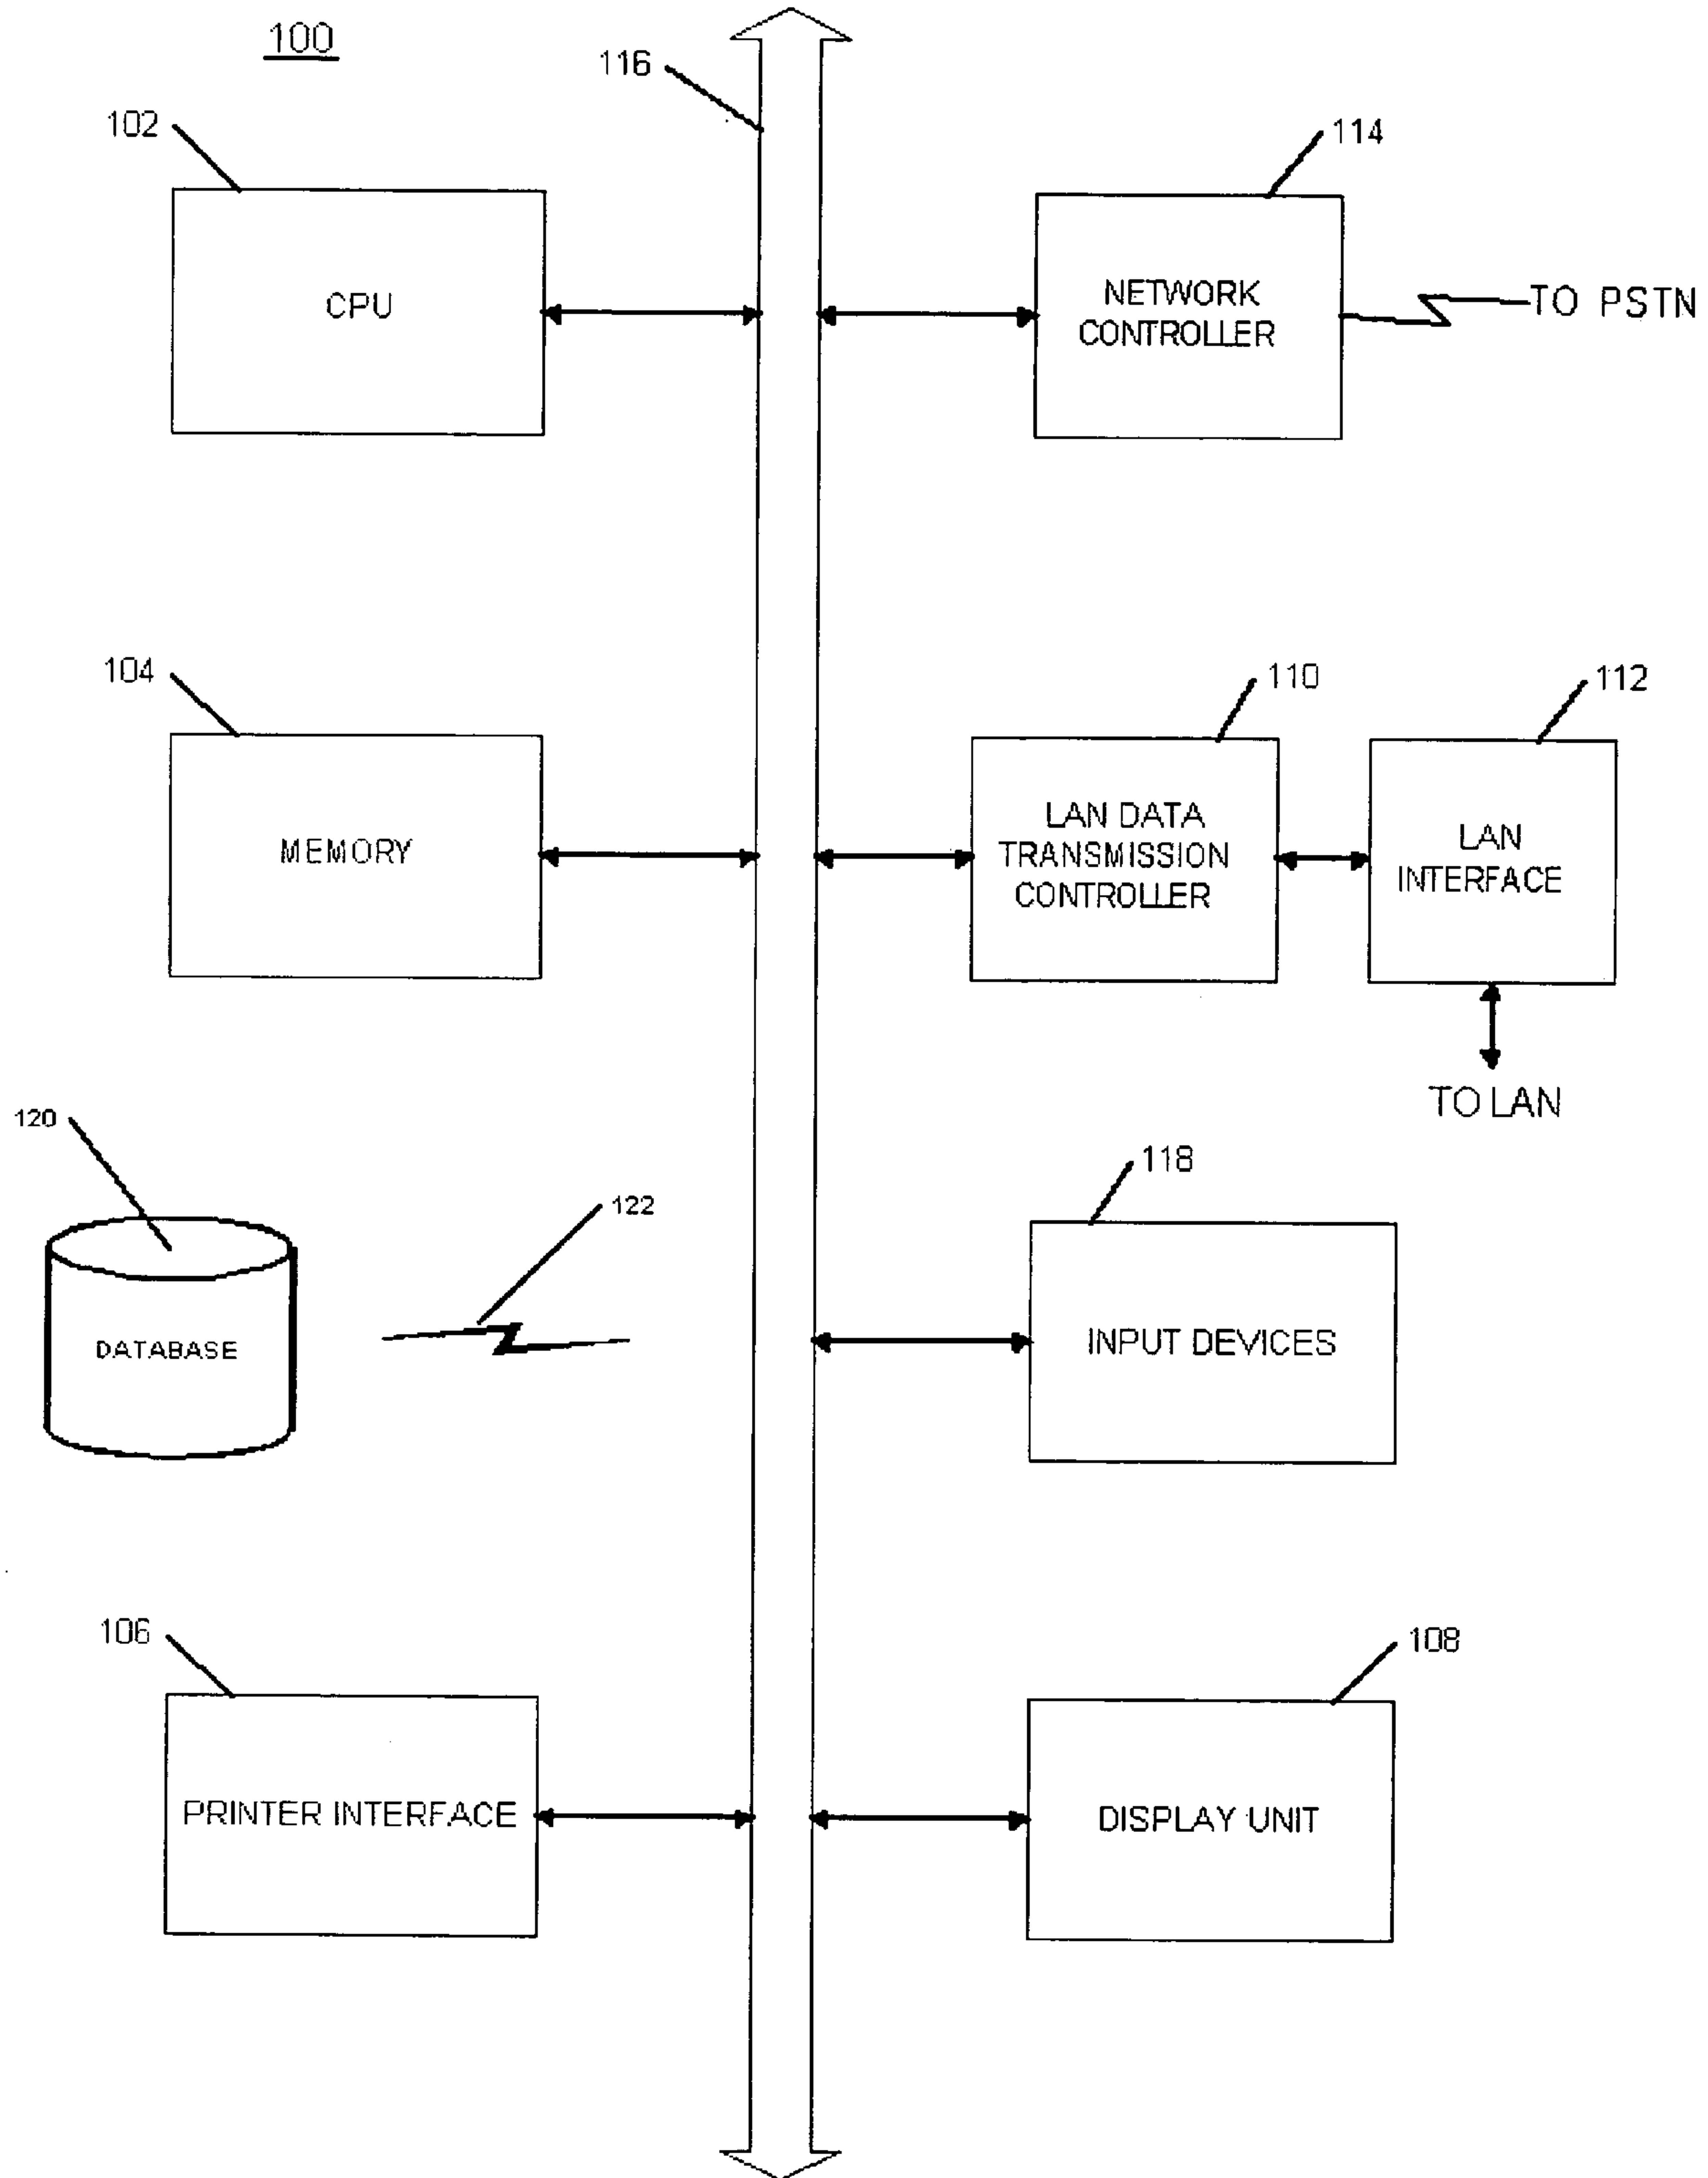 100
116
102
114
CPU
NETWORK
CONTROLLER
TO PSTN
104
110
112
MEMORY
LAN DATA
TRANSMISSION
CONTROLLER
LAN
INTERFACE
TO LAN
120
118
122
DATABASE
INPUT DEVICES
106
108
PRINTER INTERFACE
DISPLAY UNIT